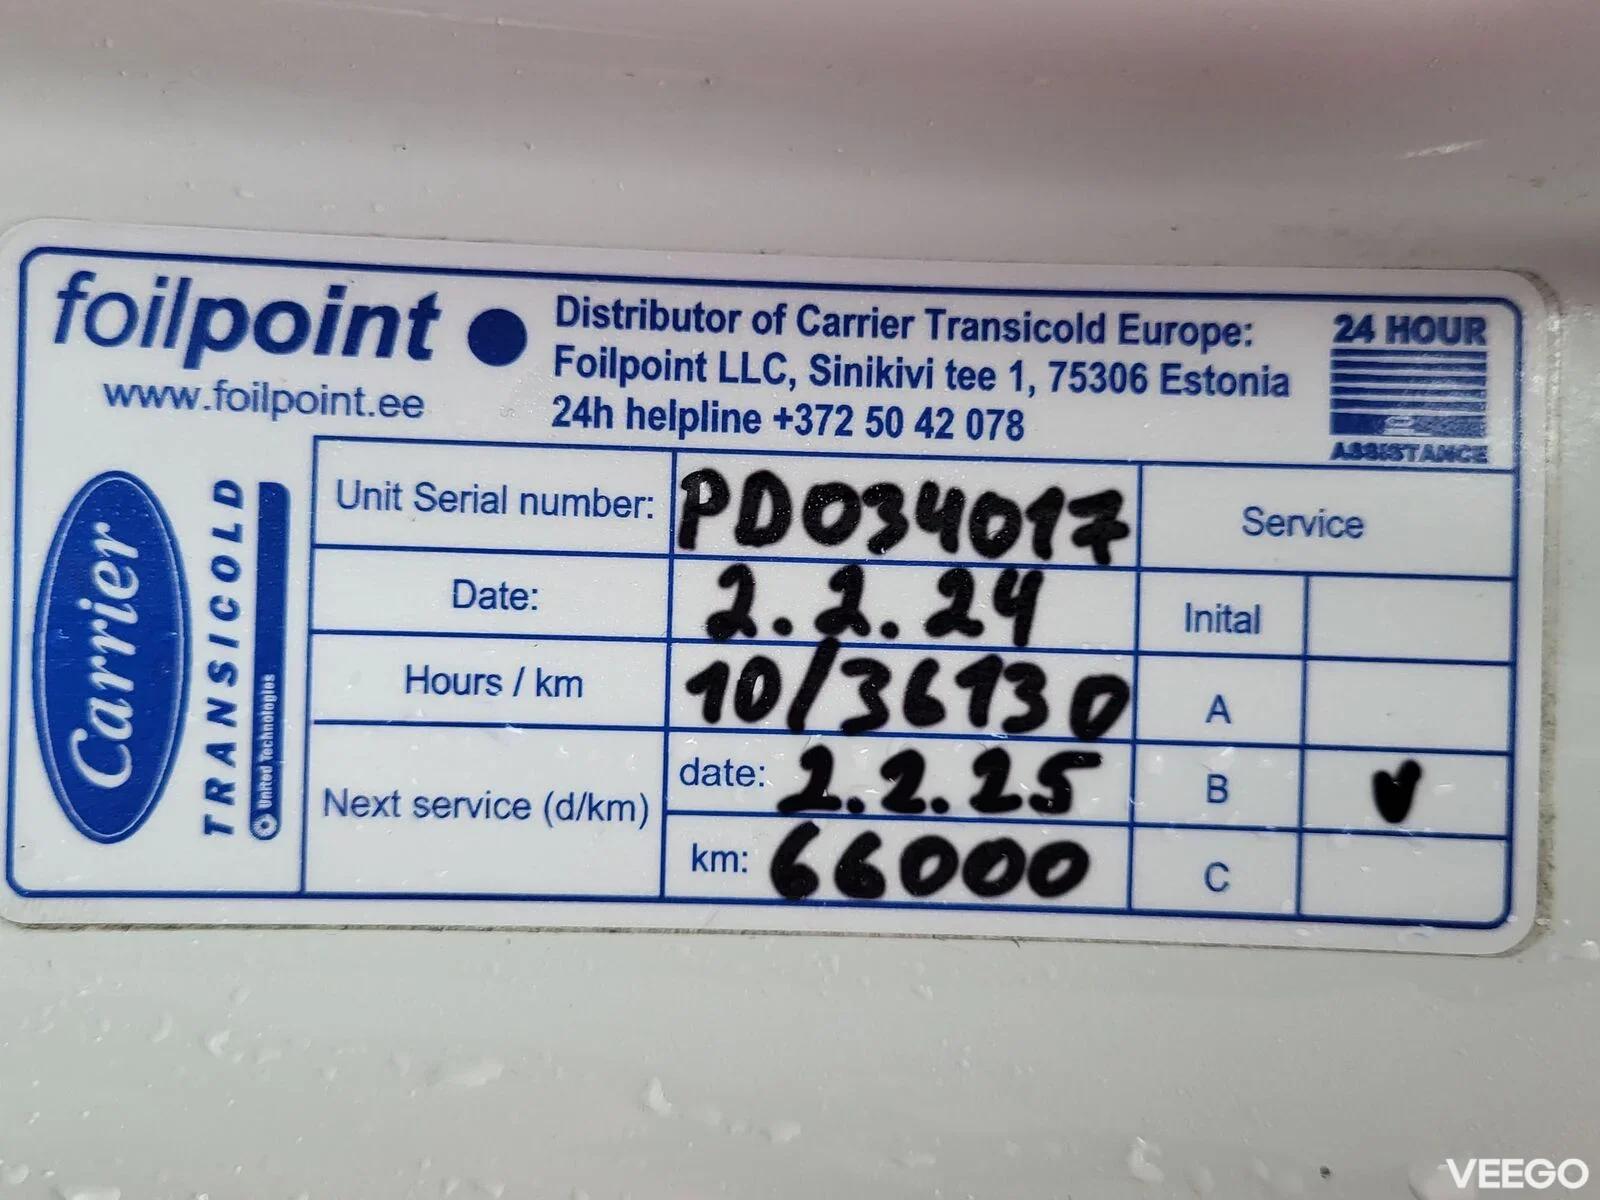 foilpoint
www.foilpoint.ee
Distributor of Carrier Transicold Europe:
Foilpoint LLC, Sinikivi tee 1, 75306 Estonia
24h helpline +372 50 42 078
24 HOUR
ASSISTANCE
Carrier
TRANSICOLD
United Technologies
Unit Serial number: PD034017 Service
Date: 2.2.24 Inital
Hours / km 10/36130 A
Next service (d/km) date: 2.2.25 B ✓
km: 66000 C
VEEGO